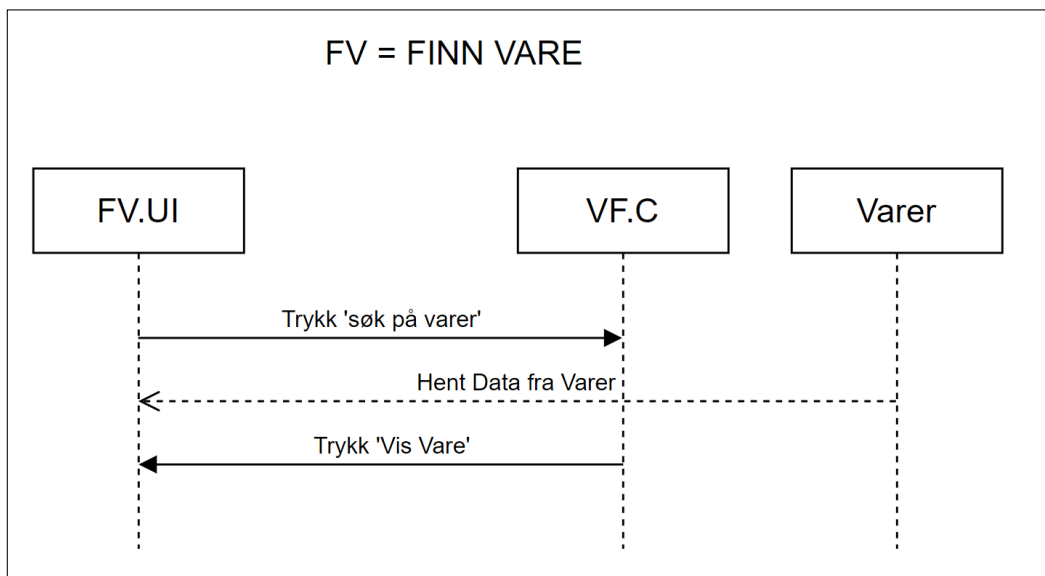 FV = FINN VARE
FV.UI
VF.C
Varer
Trykk 'søk på varer'
Hent Data fra Varer
Trykk 'Vis Vare'